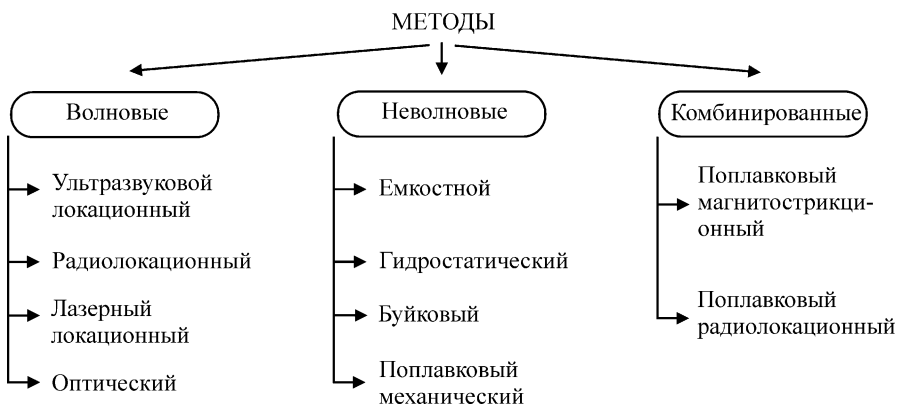 МЕТОДЫ
Волновые
Ультразвуковой
локационный
Радиолокационный
Лазерный
локационный
Оптический
Неволновые
Емкостной
Гидростатический
Буйковый
Поплавковый
механический
Комбинированные
Поплавковый
магнитострикци-
онный
Поплавковый
радиолокационный